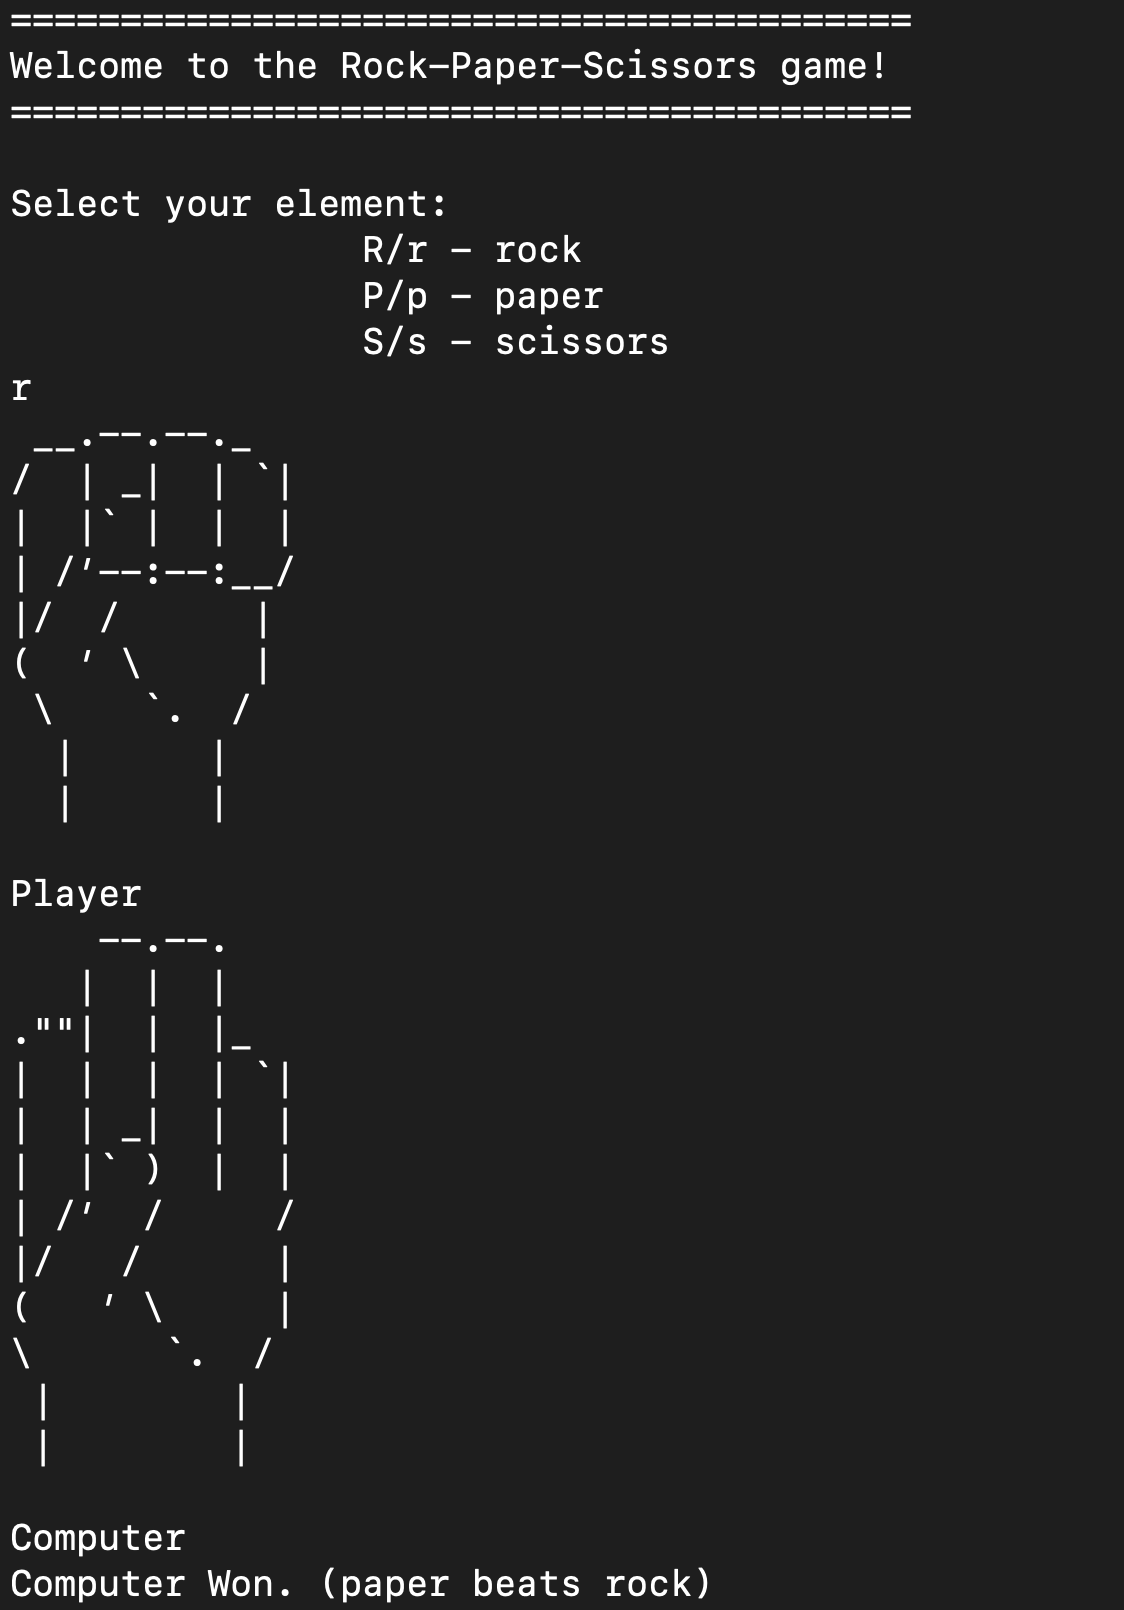 =========================================
Welcome to the Rock-Paper-Scissors game!
=========================================

Select your element:
                R/r - rock
                P/p - paper
                S/s - scissors
r
 __.--.--._
/  | _|  | `|
|  |` |  |  |
| /'--:--:__/
|/  /      |
(  ' \     |
 \    `.  /
  |      |
  |      |

Player
    --.--.
   |  |  |
.""|  |  |_
|  |  |  | `|
|  | _|  |  |
|  |` )  |  |
| /'  /     /
|/   /      |
(   ' \     |
\      `.  /
 |        |
 |        |

Computer
Computer Won. (paper beats rock)